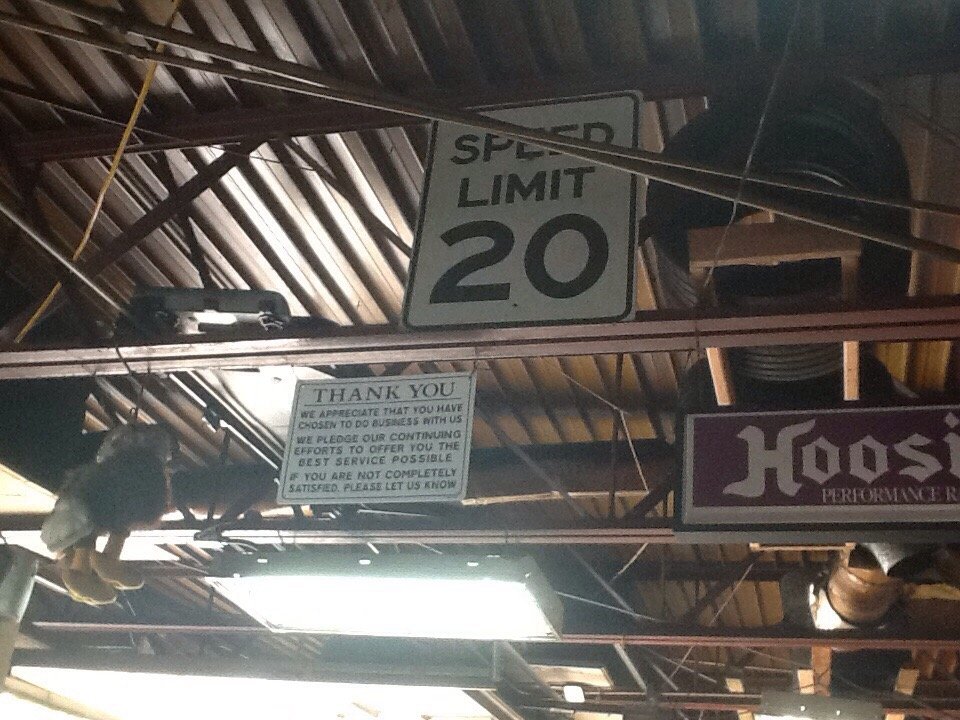 SPEED
LIMIT
20
THANK YOU
WE APPRECIATE THAT YOU HAVE
CHOSEN TO DO BUSINESS WITH US
WE PLEDGE OUR CONTINUING
EFFORTS TO OFFER YOU THE
BEST SERVICE POSSIBLE
IF YOU ARE NOT COMPLETELY
SATISFIED, PLEASE LET US KNOW
Hoosi
PERFORMANCE R